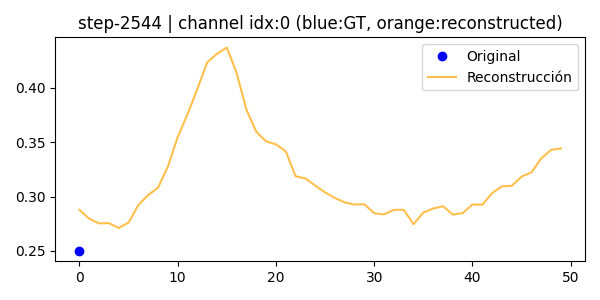 step-2544 | channel idx:0 (blue:GT, orange:reconstructed)
Original
Reconstrucción
0.40
0.35
0.30
0.25
0 10 20 30 40 50